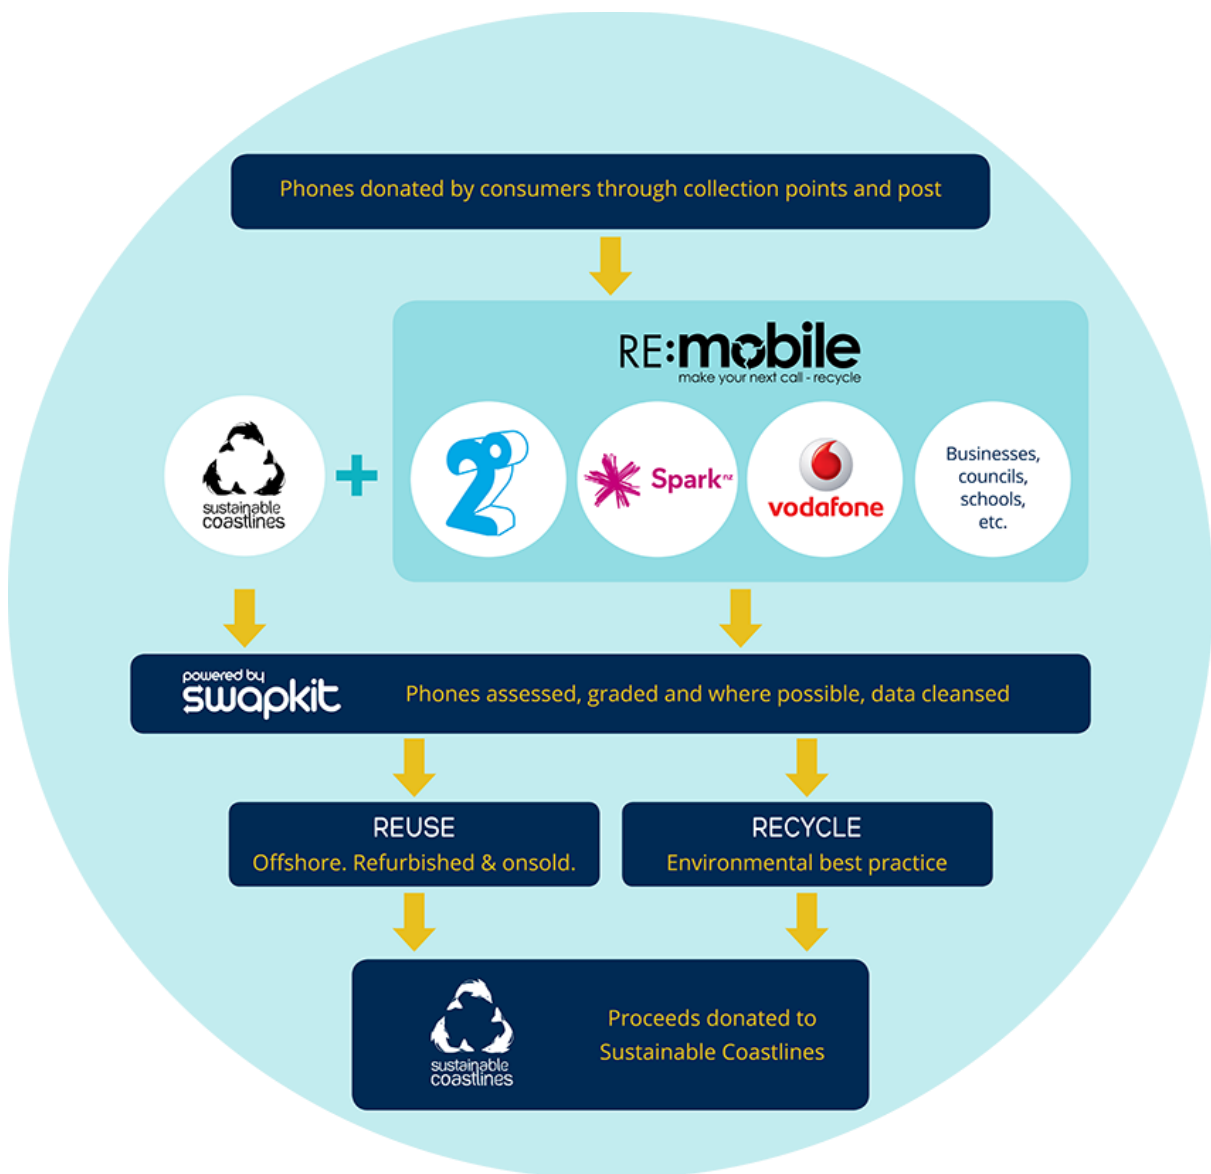 Phones donated by consumers through collection points and post
RE:mobile
make your next call - recycle
sustainable
coastlines
+
2°
Spark nz
vodafone
Businesses,
councils,
schools,
etc.
powered by
swapkit
Phones assessed, graded and where possible, data cleansed
REUSE
Offshore. Refurbished & onsold.
RECYCLE
Environmental best practice
sustainable
coastlines
Proceeds donated to
Sustainable Coastlines